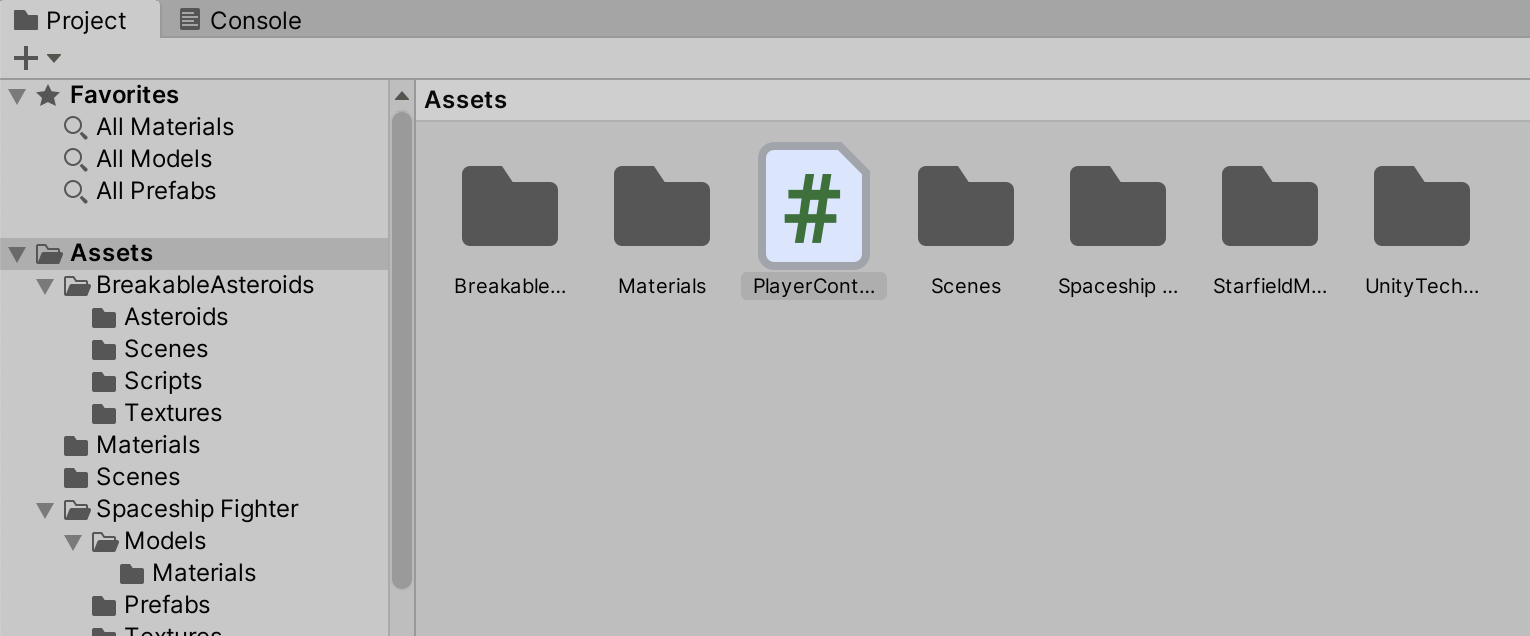 Project
Console
Favorites
All Materials
All Models
All Prefabs
Assets
BreakableAsteroids
Asteroids
Scenes
Scripts
Textures
Materials
Scenes
Spaceship Fighter
Models
Materials
Prefabs
Textures
Assets
#
Breakable...
Materials
PlayerCont...
Scenes
Spaceship ...
StarfieldM...
UnityTech...